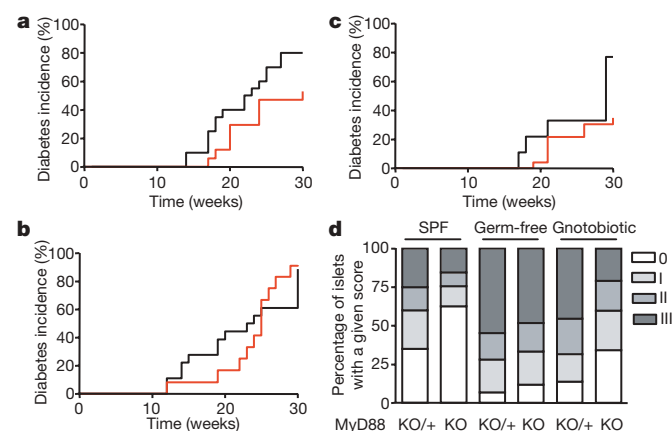 a
Diabetes incidence (%)
100
80
60
40
20
0
0 10 20 30
Time (weeks)
c
Diabetes incidence (%)
100
80
60
40
20
0
0 10 20 30
Time (weeks)
b
Diabetes incidence (%)
100
80
60
40
20
0
0 10 20 30
Time (weeks)
d
SPF Germ-free Gnotobiotic
Percentage of islets
with a given score
100
75
50
25
0
0
I
II
III
MyD88 KO/+ KO KO/+ KO KO/+ KO